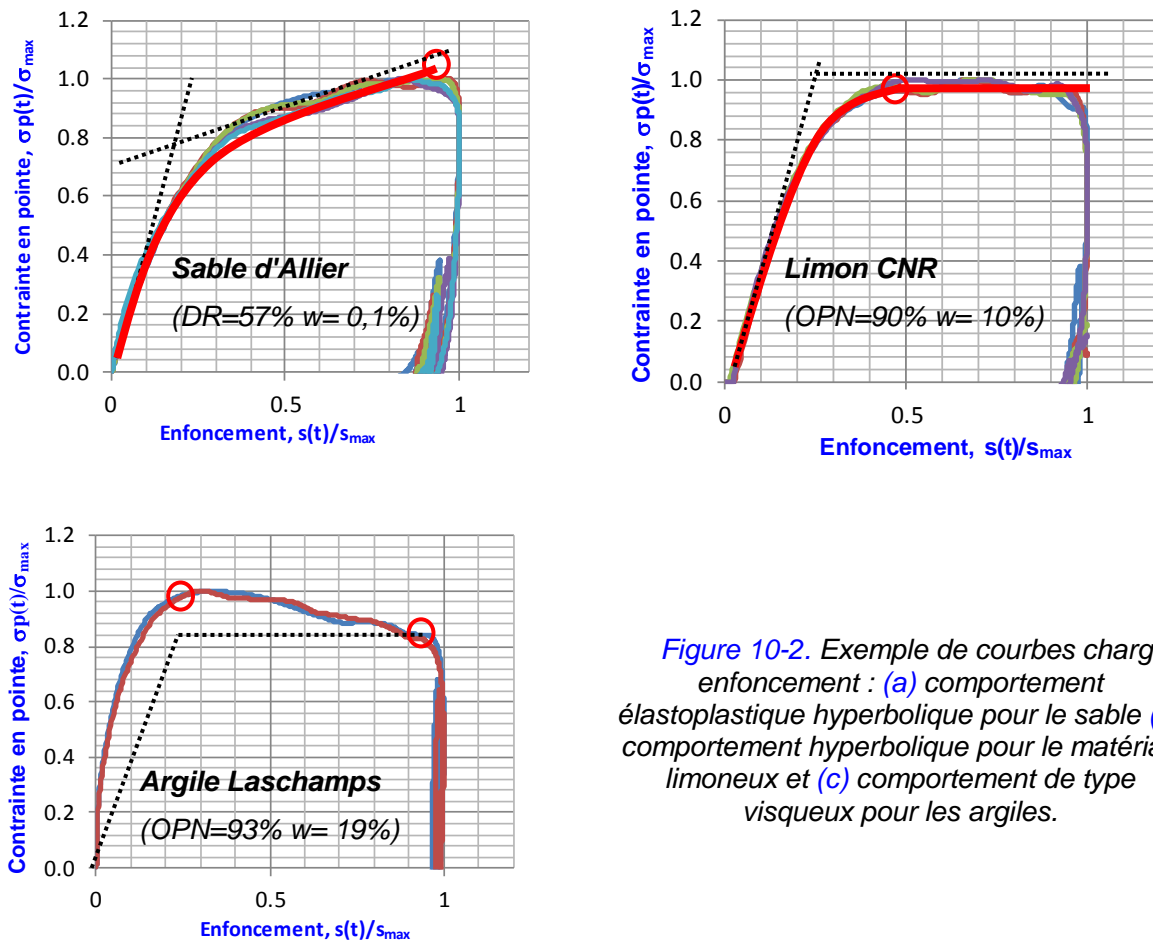 1.2
1.0
0.8
0.6
0.4
0.2
0.0
Contrainte en pointe, σp(t)/σmax
Sable d'Allier
(DR=57% w= 0,1%)
0 0.5 1
Enfoncement, s(t)/smax
1.2
1.0
0.8
0.6
0.4
0.2
0.0
Contrainte en pointe, σp(t)/σmax
Limon CNR
(OPN=90% w= 10%)
0 0.5 1
Enfoncement, s(t)/smax
1.2
1.0
0.8
0.6
0.4
0.2
0.0
Contrainte en pointe, σp(t)/σmax
Argile Laschamps
(OPN=93% w= 19%)
0 0.5 1
Enfoncement, s(t)/smax
Figure 10-2. Exemple de courbes charg
enfoncement : (a) comportement
élastoplastique hyperbolique pour le sable (
comportement hyperbolique pour le matéria
limoneux et (c) comportement de type
visqueux pour les argiles.